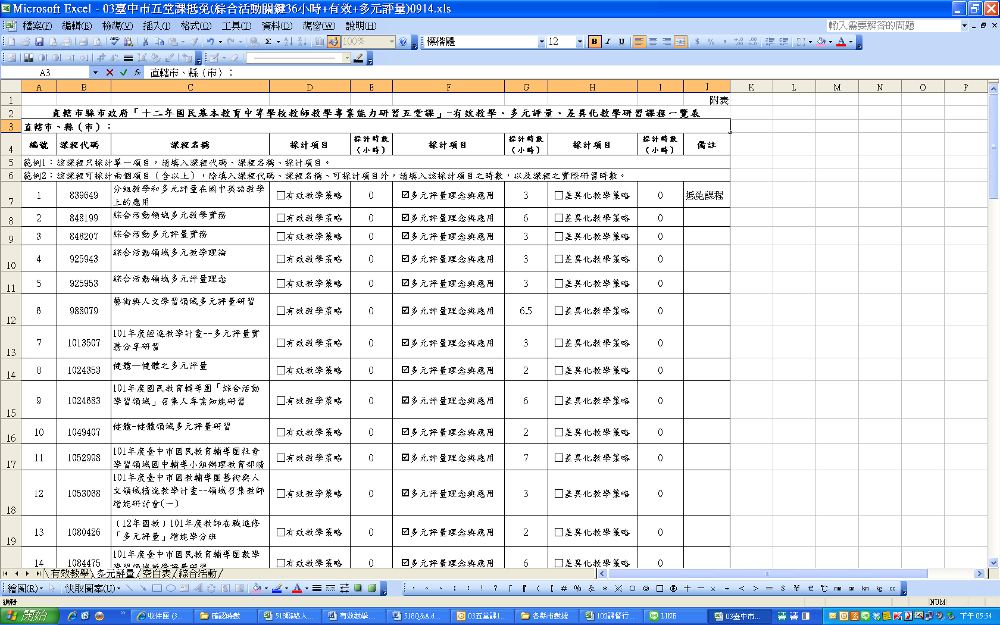 Microsoft Excel - 03臺中市五堂課抵免(綜合活動關鍵36小時+有效+多元評量)0914.xls
檔案(F) 編輯(E) 檢視(V) 插入(I) 格式(O) 工具(T) 資料(D) 視窗(W) 說明(H) 輸入需要解答的問題
100% 標楷體 12 B I U
A3 fx 直轄市、縣（市）：
A B C D E F G H I J K L M N O P
1 附表
2 直轄市縣市政府「十二年國民基本教育中等學校教師教學專業能力研習五堂課」-有效教學、多元評量、差異化教學研習課程一覽表
3 直轄市、縣（市）：
4 編號 課程代碼 課程名稱 採計項目 採計時數（小時） 採計項目 採計時數（小時） 採計項目 採計時數（小時） 備註
5 範例1：該課程只採計單一項目，請填入課程代碼、課程名稱、採計項目。
6 範例2：該課程可採計兩個項目（含以上），除填入課程代碼、課程名稱、可採計項目外，請填入該採計項目之時數，以及課程之實際研習時數。
7 1 839649 分組教學和多元評量在國中英語教學上的應用 □有效教學策略 0 ☑多元評量理念與應用 3 □差異化教學策略 0 抵免課程
8 2 848199 綜合活動領域多元教學實務 □有效教學策略 0 ☑多元評量理念與應用 6 □差異化教學策略 0
9 3 848207 綜合活動多元評量實務 □有效教學策略 0 ☑多元評量理念與應用 3 □差異化教學策略 0
10 4 925943 綜合活動領域多元教學理論 □有效教學策略 0 ☑多元評量理念與應用 3 □差異化教學策略 0
11 5 925953 綜合活動領域多元評量理念 □有效教學策略 0 ☑多元評量理念與應用 3 □差異化教學策略 0
12 6 988079 藝術與人文學習領域多元評量研習 □有效教學策略 0 ☑多元評量理念與應用 6.5 □差異化教學策略 0
13 7 1013507 101年度經進教學計畫--多元評量實務分享研習 □有效教學策略 0 ☑多元評量理念與應用 3 □差異化教學策略 0
14 8 1024353 健體—健體之多元評量 □有效教學策略 0 ☑多元評量理念與應用 2 □差異化教學策略 0
15 9 1024683 101年度國民教育輔導團「綜合活動學習領域」召集人專業知能研習 □有效教學策略 0 ☑多元評量理念與應用 6 □差異化教學策略 0
16 10 1049407 健體-健體領域多元評量研習 □有效教學策略 0 ☑多元評量理念與應用 2 □差異化教學策略 0
17 11 1052998 101年度臺中市國民教育輔導團社會學習領域國中輔導小組辦理教育部精 □有效教學策略 0 ☑多元評量理念與應用 7 □差異化教學策略 0
18 12 1053068 101年度臺中市國教輔導團藝術與人文領域精進教學計畫--領域召集教師增能研討會(一) □有效教學策略 0 ☑多元評量理念與應用 3 □差異化教學策略 0
19 13 1080426 〔12年國教〕101年度教師在職進修「多元評量」增能學分班 □有效教學策略 0 ☑多元評量理念與應用 2 □差異化教學策略 0
14 1084475 101年度臺中市國民教育輔導團數學學習領域教學評量研習 □有效教學策略 0 ☑多元評量理念與應用 6 □差異化教學策略 0
有效教學 多元評量 空白表 綜合活動
繪圖(R) 快取圖案(U) ， 。 、 ； ： ！ ？ 「 『 （ 【 # % & * ※ ○ ◎ □ ＋ － × ÷ ＜ ＞ ＝ $ ¥ € ℃ mm cm km kg cc
編輯 NUM
開始 收件匣 (3... 確認時數 518聯絡人... 有效教學... 518Q&A.d... 03五堂課1... 各縣市數據 102課督行... LINE 03臺中市... 下午 05:54